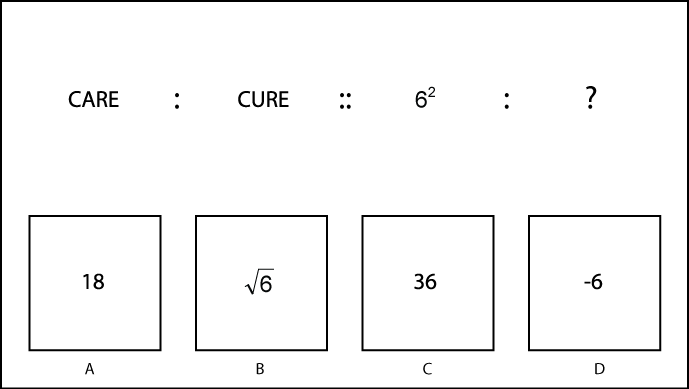 CARE : CURE :: 6² : ?
18 √6 36 -6
A B C D